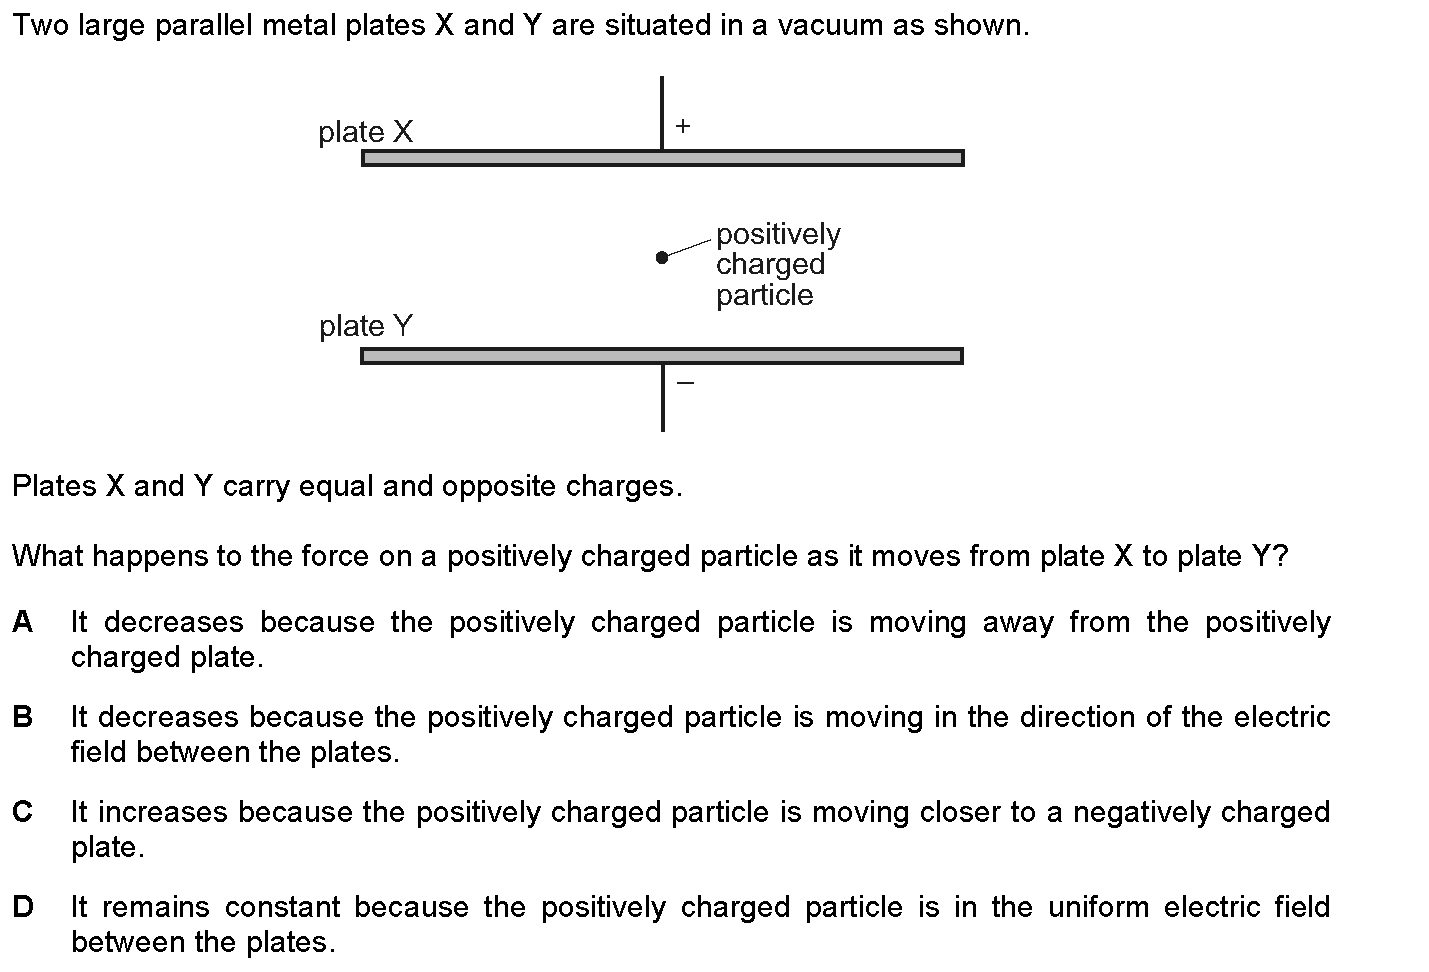 Two large parallel metal plates X and Y are situated in a vacuum as shown.
+
plate X
positively
charged
particle
plate Y
–
Plates X and Y carry equal and opposite charges.
What happens to the force on a positively charged particle as it moves from plate X to plate Y?
A It decreases because the positively charged particle is moving away from the positively
charged plate.
B It decreases because the positively charged particle is moving in the direction of the electric
field between the plates.
C It increases because the positively charged particle is moving closer to a negatively charged
plate.
D It remains constant because the positively charged particle is in the uniform electric field
between the plates.